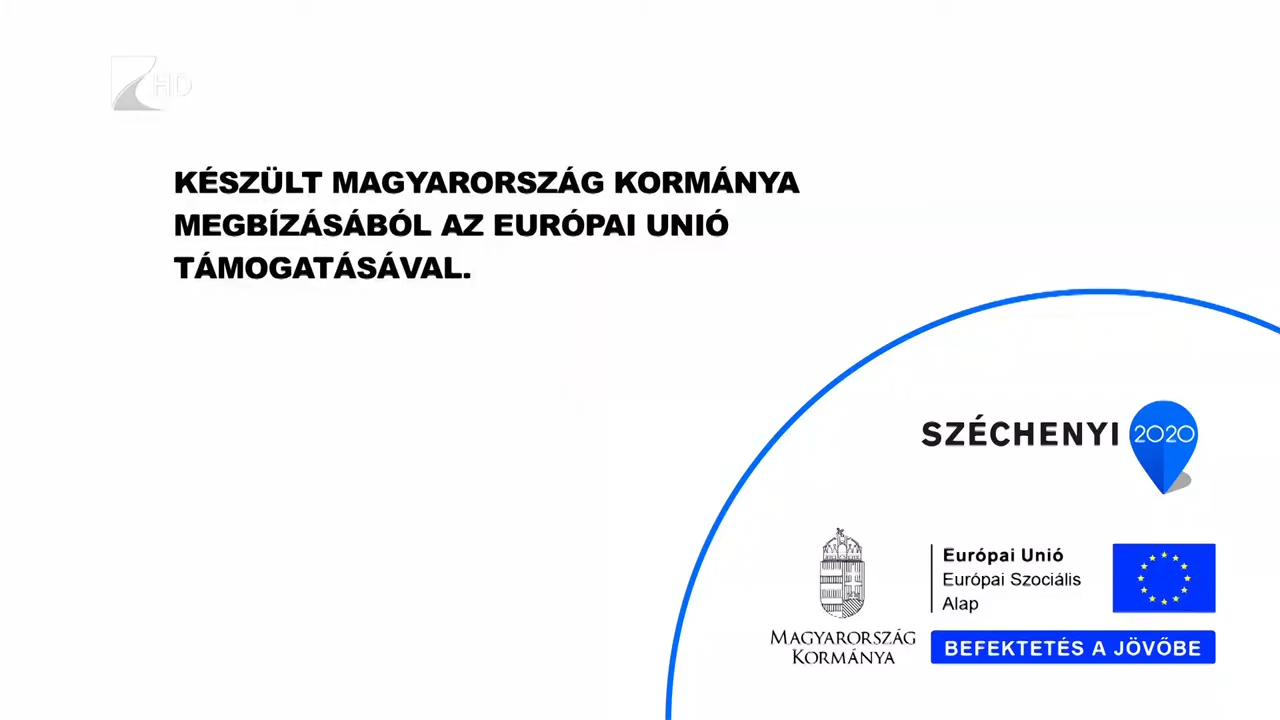 HD
KÉSZÜLT MAGYARORSZÁG KORMÁNYA
MEGBÍZÁSÁBÓL AZ EURÓPAI UNIÓ
TÁMOGATÁSÁVAL.
SZÉCHENYI 2020
Európai Unió
Európai Szociális
Alap
MAGYARORSZÁG
KORMÁNYA
BEFEKTETÉS A JÖVŐBE